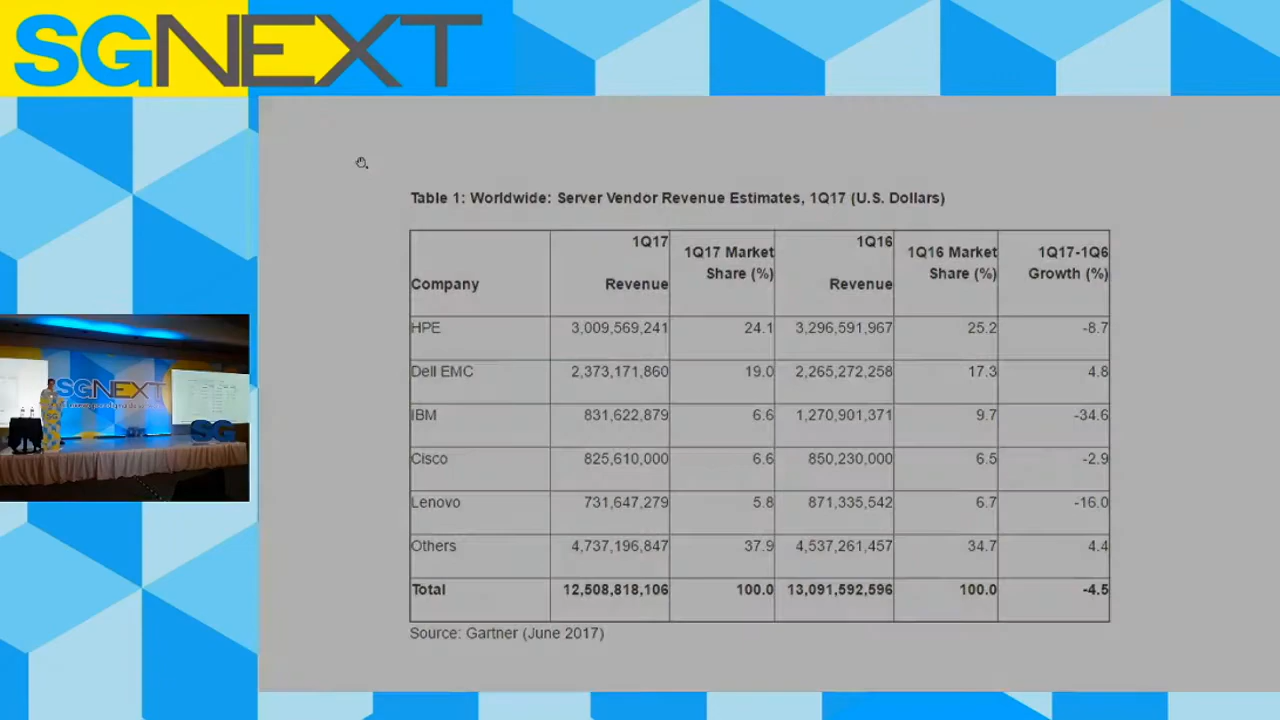 SGNEXT
Table 1: Worldwide: Server Vendor Revenue Estimates, 1Q17 (U.S. Dollars)
Company 1Q17 Revenue 1Q17 Market Share (%) 1Q16 Revenue 1Q16 Market Share (%) 1Q17-1Q6 Growth (%)
HPE 3,009,569,241 24.1 3,296,591,967 25.2 -8.7
Dell EMC 2,373,171,860 19.0 2,265,272,258 17.3 4.8
IBM 831,622,879 6.6 1,270,901,371 9.7 -34.6
Cisco 825,610,000 6.6 850,230,000 6.5 -2.9
Lenovo 731,647,279 5.8 871,335,542 6.7 -16.0
Others 4,737,196,847 37.9 4,537,261,457 34.7 4.4
Total 12,508,818,106 100.0 13,091,592,596 100.0 -4.5
Source: Gartner (June 2017)
SGNEXT
SG